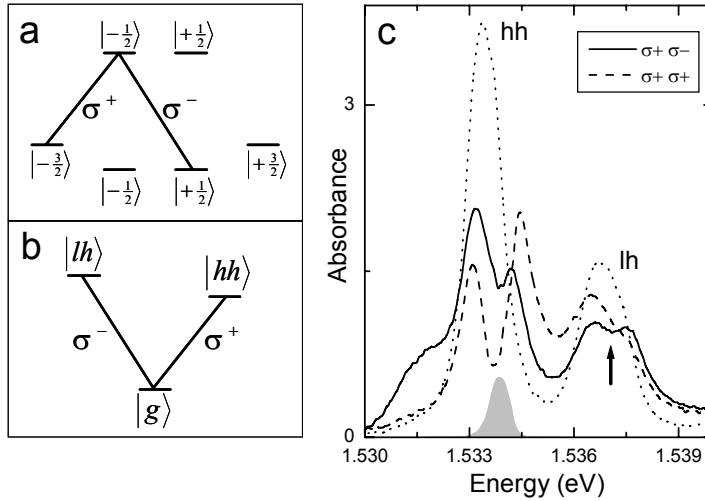 a
|−½⟩ |+½⟩
σ⁺ σ⁻
|−3/2⟩ |−½⟩ |+½⟩ |+3/2⟩
b
|lh⟩ |hh⟩
σ⁻ σ⁺
|g⟩
c
hh
σ+ σ−
σ+ σ+
lh
Absorbance
3
0
1.530 1.533 1.536 1.539
Energy (eV)